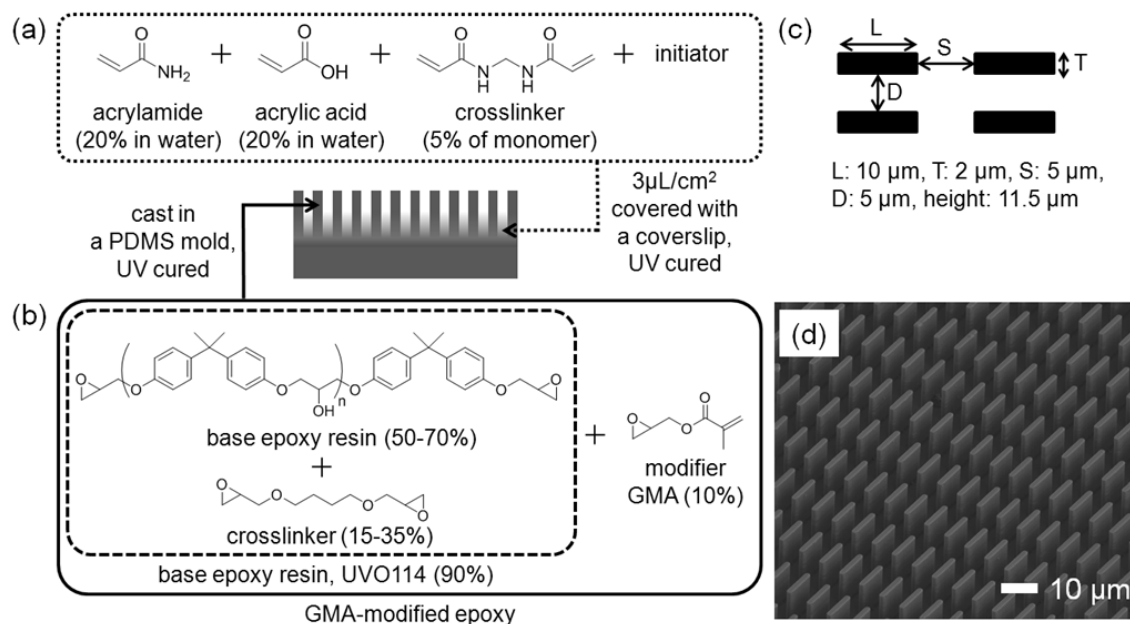 (a)
O
NH2
+
O
OH
+
O
N
H
N
H
O
+
initiator
acrylamide
(20% in water)
acrylic acid
(20% in water)
crosslinker
(5% of monomer)
cast in
a PDMS mold,
UV cured
3µL/cm²
covered with
a coverslip,
UV cured
(b)
O
O
O
OH
n
O
O
O
base epoxy resin (50-70%)
+
O
O
O
O
crosslinker (15-35%)
base epoxy resin, UVO114 (90%)
+
O
O
O
modifier
GMA (10%)
GMA-modified epoxy
(c)
L
S
T
D
L: 10 µm, T: 2 µm, S: 5 µm,
D: 5 µm, height: 11.5 µm
(d)
10 µm